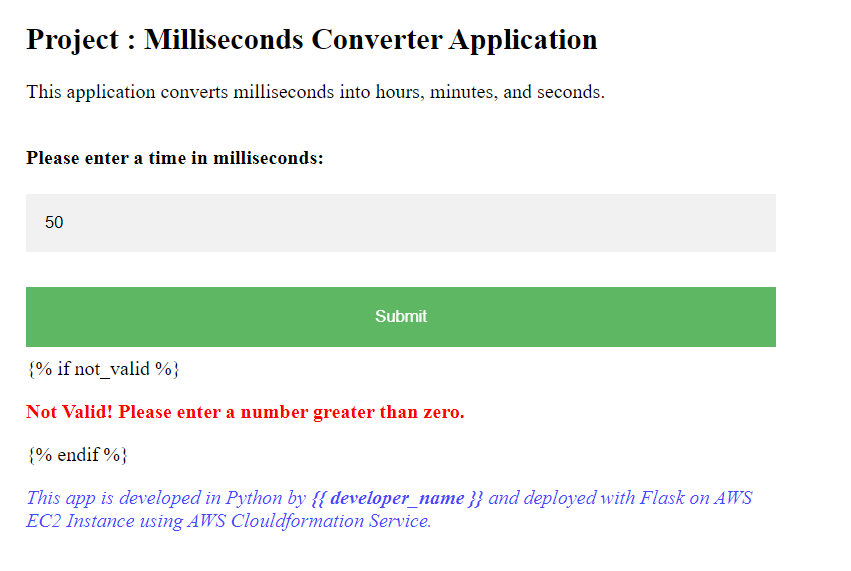 Project : Milliseconds Converter Application
This application converts milliseconds into hours, minutes, and seconds.
Please enter a time in milliseconds:
50
Submit
{% if not_valid %}
Not Valid! Please enter a number greater than zero.
{% endif %}
This app is developed in Python by {{ developer_name }} and deployed with Flask on AWS
EC2 Instance using AWS Clouldformation Service.